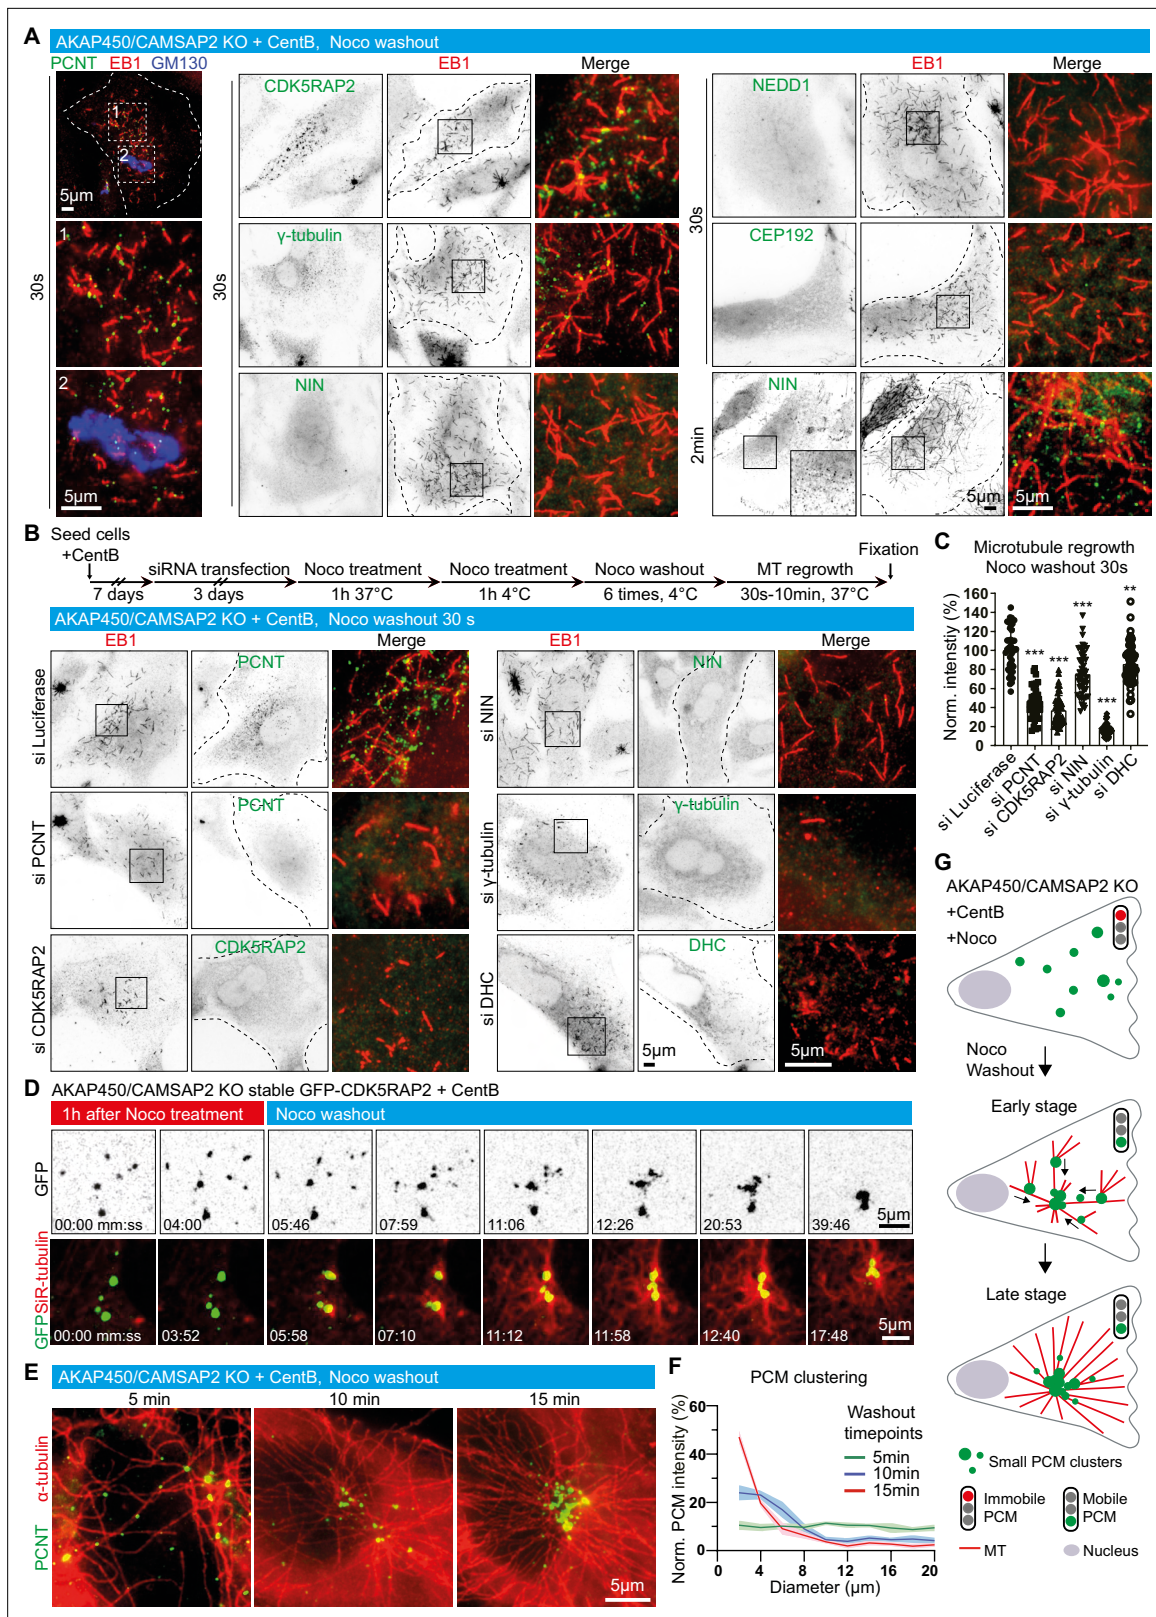 A
AKAP450/CAMSAP2 KO + CentB, Noco washout
PCNT EB1 GM130
1
2
5µm
1
2
5µm
30s
30s
CDK5RAP2
EB1
Merge
γ-tubulin
NIN
30s
2min
NEDD1
EB1
Merge
CEP192
NIN
5µm
5µm
B
Seed cells
+CentB
7 days
siRNA transfection
3 days
Noco treatment
1h 37°C
Noco treatment
1h 4°C
Noco washout
6 times, 4°C
MT regrowth
30s-10min, 37°C
Fixation
AKAP450/CAMSAP2 KO + CentB, Noco washout 30 s
EB1
PCNT
Merge
EB1
NIN
Merge
si Luciferase
si PCNT
PCNT
si CDK5RAP2
CDK5RAP2
si NIN
si γ-tubulin
γ-tubulin
si DHC
DHC
5µm
5µm
C
Microtubule regrowth
Noco washout 30s
Norm. intenstiy (%)
160
140
120
100
80
60
40
20
0
***
***
***
***
**
si Luciferase
si PCNT
si CDK5RAP2
si NIN
si γ-tubulin
si DHC
D
AKAP450/CAMSAP2 KO stable GFP-CDK5RAP2 + CentB
1h after Noco treatment
Noco washout
GFP
00:00 mm:ss
04:00
05:46
07:59
11:06
12:26
20:53
39:46
5µm
GFP SiR-tubulin
00:00 mm:ss
03:52
05:58
07:10
11:12
11:58
12:40
17:48
5µm
E
AKAP450/CAMSAP2 KO + CentB, Noco washout
5 min
10 min
15 min
PCNT α-tubulin
5µm
F
PCM clustering
Norm. PCM intensity (%)
60
40
20
0
Washout
timepoints
5min
10min
15min
0
4
8
12
16
20
Diameter (µm)
G
AKAP450/CAMSAP2 KO
+CentB
+Noco
Noco
Washout
Early stage
Late stage
Small PCM clusters
Immobile
PCM
Mobile
PCM
MT
Nucleus